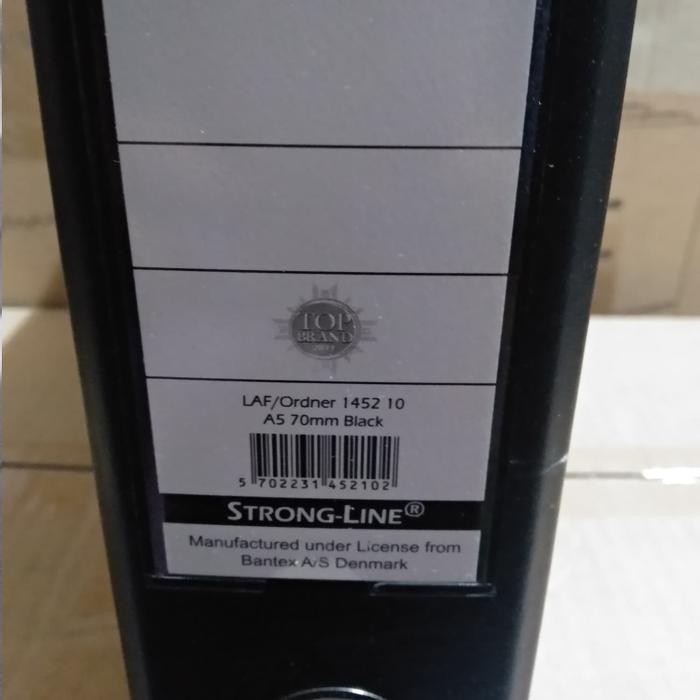 TOP
BRAND
LAF/Ordner 1452 10
A5 70mm Black
5 702231 452102
STRONG-LINE®
Manufactured under License from
Bantex A/S Denmark